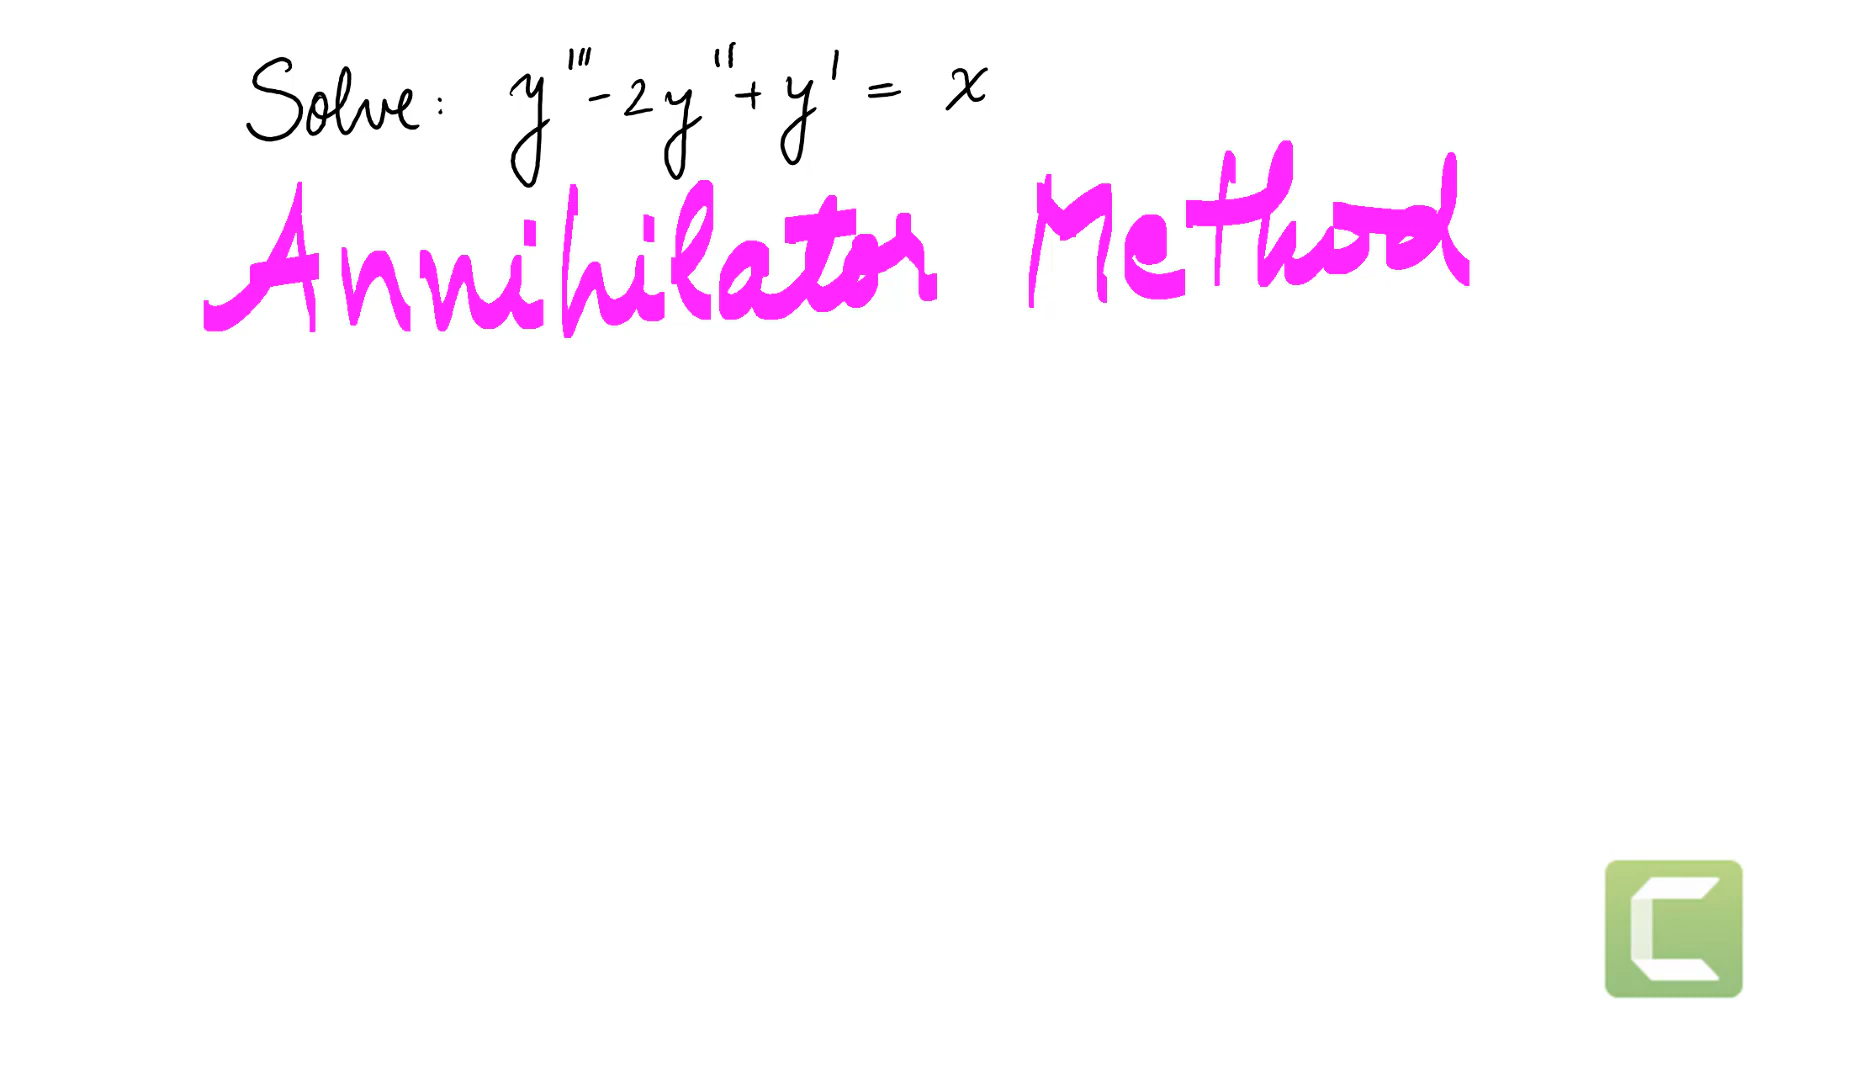 Solve: y''' - 2y'' + y' = x
Annihilator Method